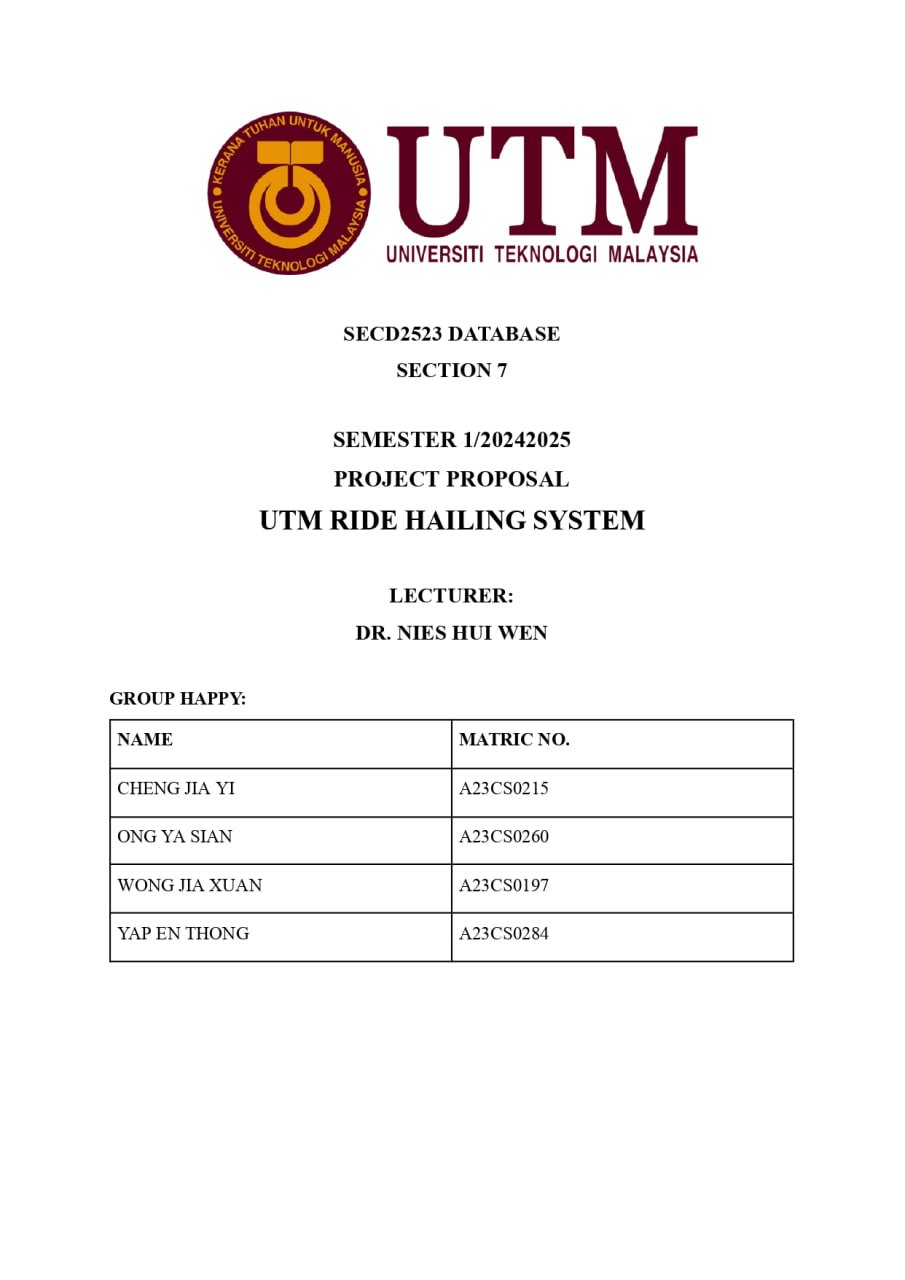 KERANA TUHAN UNTUK MANUSIA
UNIVERSITI TEKNOLOGI MALAYSIA
UTM
UNIVERSITI TEKNOLOGI MALAYSIA
SECD2523 DATABASE
SECTION 7
SEMESTER 1/20242025
PROJECT PROPOSAL
UTM RIDE HAILING SYSTEM
LECTURER:
DR. NIES HUI WEN
GROUP HAPPY:
NAME MATRIC NO.
CHENG JIA YI A23CS0215
ONG YA SIAN A23CS0260
WONG JIA XUAN A23CS0197
YAP EN THONG A23CS0284